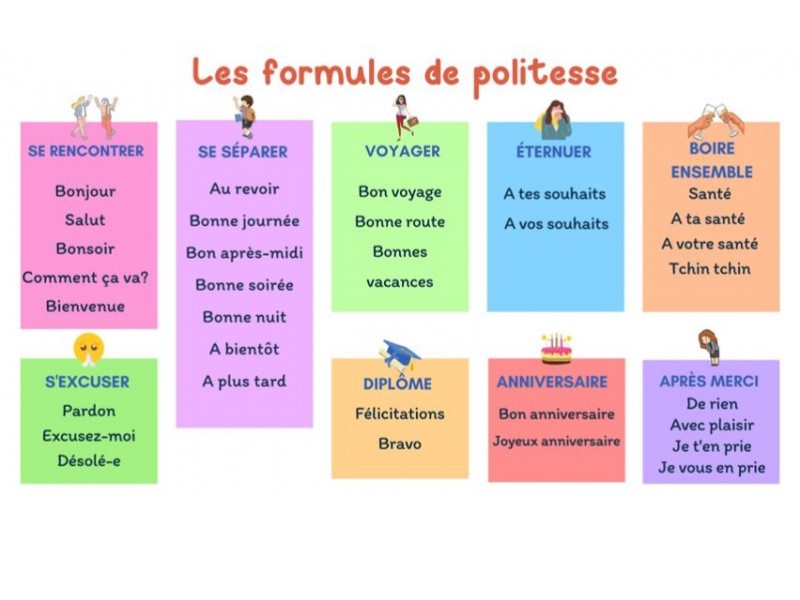 Les formules de politesse
SE RENCONTRER
Bonjour
Salut
Bonsoir
Comment ça va?
Bienvenue
SE SÉPARER
Au revoir
Bonne journée
Bon après-midi
Bonne soirée
Bonne nuit
A bientôt
A plus tard
VOYAGER
Bon voyage
Bonne route
Bonnes
vacances
ÉTERNUER
A tes souhaits
A vos souhaits
BOIRE
ENSEMBLE
Santé
A ta santé
A votre santé
Tchin tchin
S'EXCUSER
Pardon
Excusez-moi
Désolé-e
DIPLÔME
Félicitations
Bravo
ANNIVERSAIRE
Bon anniversaire
Joyeux anniversaire
APRÈS MERCI
De rien
Avec plaisir
Je t'en prie
Je vous en prie